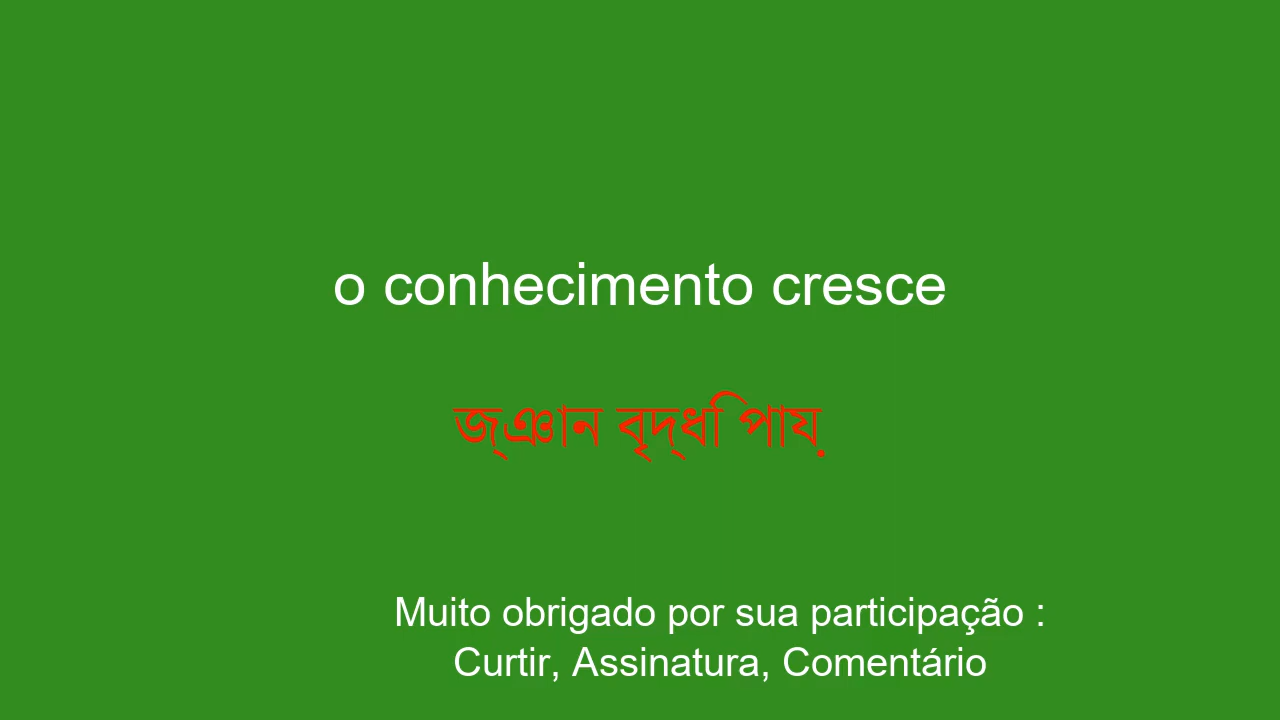 o conhecimento cresce
জ্ঞান বৃদ্ধি পায়
Muito obrigado por sua participação :
Curtir, Assinatura, Comentário